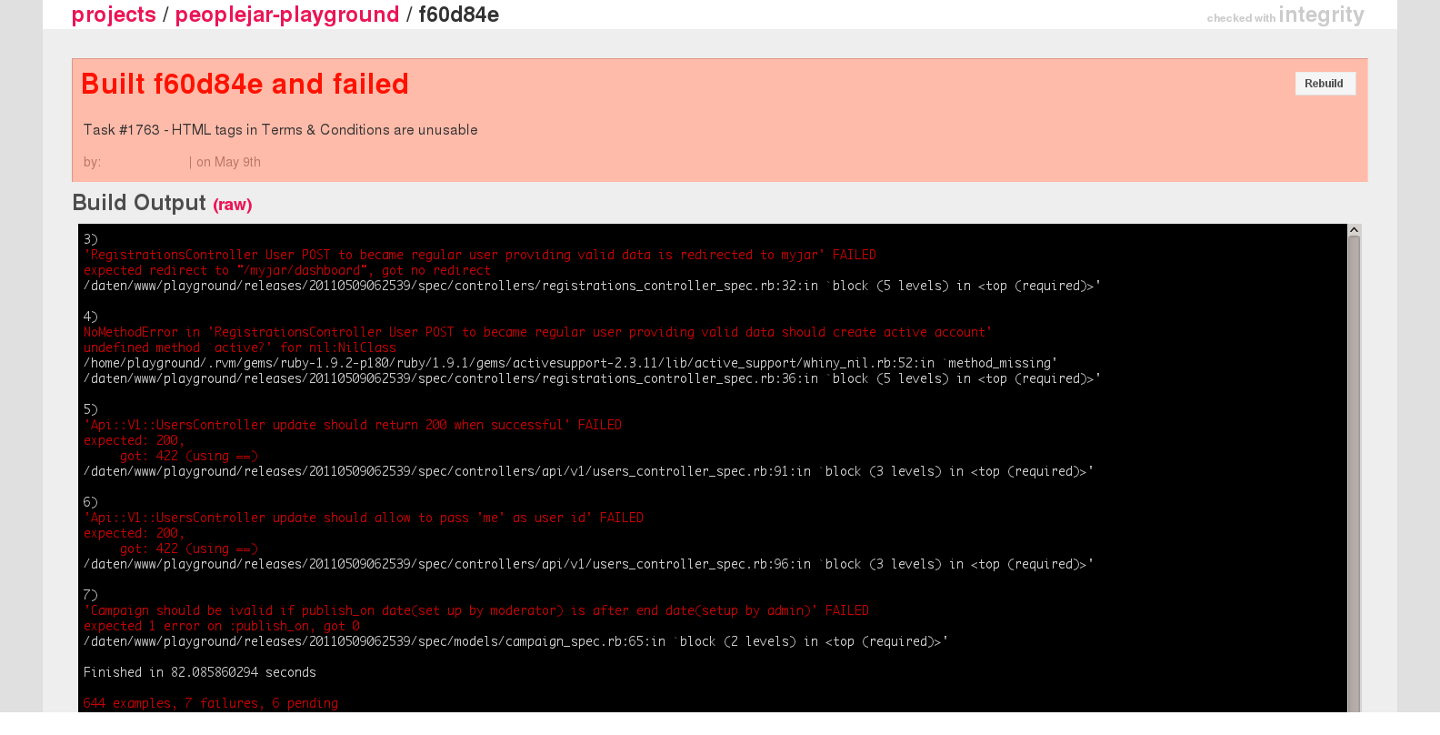 projects / peoplejar-playground / f60d84e
checked with integrity
Built f60d84e and failed
Rebuild
Task #1763 - HTML tags in Terms & Conditions are unusable
by: | on May 9th
Build Output (raw)
3)
'RegistrationsController User POST to became regular user providing valid data is redirected to myjar' FAILED
expected redirect to "/myjar/dashboard", got no redirect
/daten/www/playground/releases/20110509062539/spec/controllers/registrations_controller_spec.rb:32:in `block (5 levels) in <top (required)>'
4)
NoMethodError in 'RegistrationsController User POST to became regular user providing valid data should create active account'
undefined method `active?' for nil:NilClass
/home/playground/.rvm/gems/ruby-1.9.2-p180/ruby/1.9.1/gems/activesupport-2.3.11/lib/active_support/whiny_nil.rb:52:in `method_missing'
/daten/www/playground/releases/20110509062539/spec/controllers/registrations_controller_spec.rb:36:in `block (5 levels) in <top (required)>'
5)
'Api::V1::UsersController update should return 200 when successful' FAILED
expected: 200,
got: 422 (using ==)
/daten/www/playground/releases/20110509062539/spec/controllers/api/v1/users_controller_spec.rb:91:in `block (3 levels) in <top (required)>'
6)
'Api::V1::UsersController update should allow to pass 'me' as user id' FAILED
expected: 200,
got: 422 (using ==)
/daten/www/playground/releases/20110509062539/spec/controllers/api/v1/users_controller_spec.rb:96:in `block (3 levels) in <top (required)>'
7)
'Campaign should be ivalid if publish_on date(set up by moderator) is after end date(setup by admin)' FAILED
expected 1 error on :publish_on, got 0
/daten/www/playground/releases/20110509062539/spec/models/campaign_spec.rb:65:in `block (2 levels) in <top (required)>'
Finished in 82.085860294 seconds
644 examples, 7 failures, 6 pending